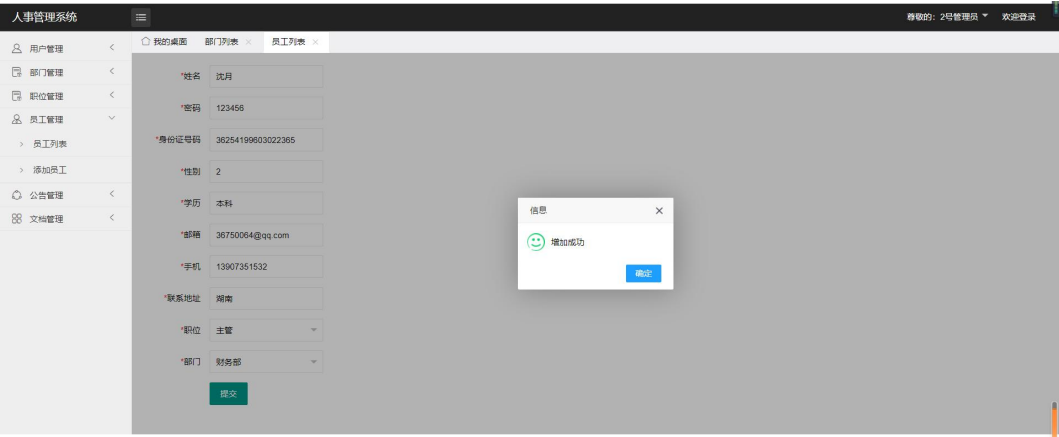 人事管理系统
尊敬的：2号管理员 欢迎登录
我的桌面 部门列表 × 员工列表 ×
用户管理
部门管理
职位管理
员工管理
> 员工列表
> 添加员工
公告管理
文档管理
*姓名 沈月
*密码 123456
*身份证号码 36254199603022365
*性别 2
*学历 本科
*邮箱 36750064@qq.com
*手机 13907351532
*联系地址 湖南
*职位 主管
*部门 财务部
提交
信息 ×
增加成功
确定